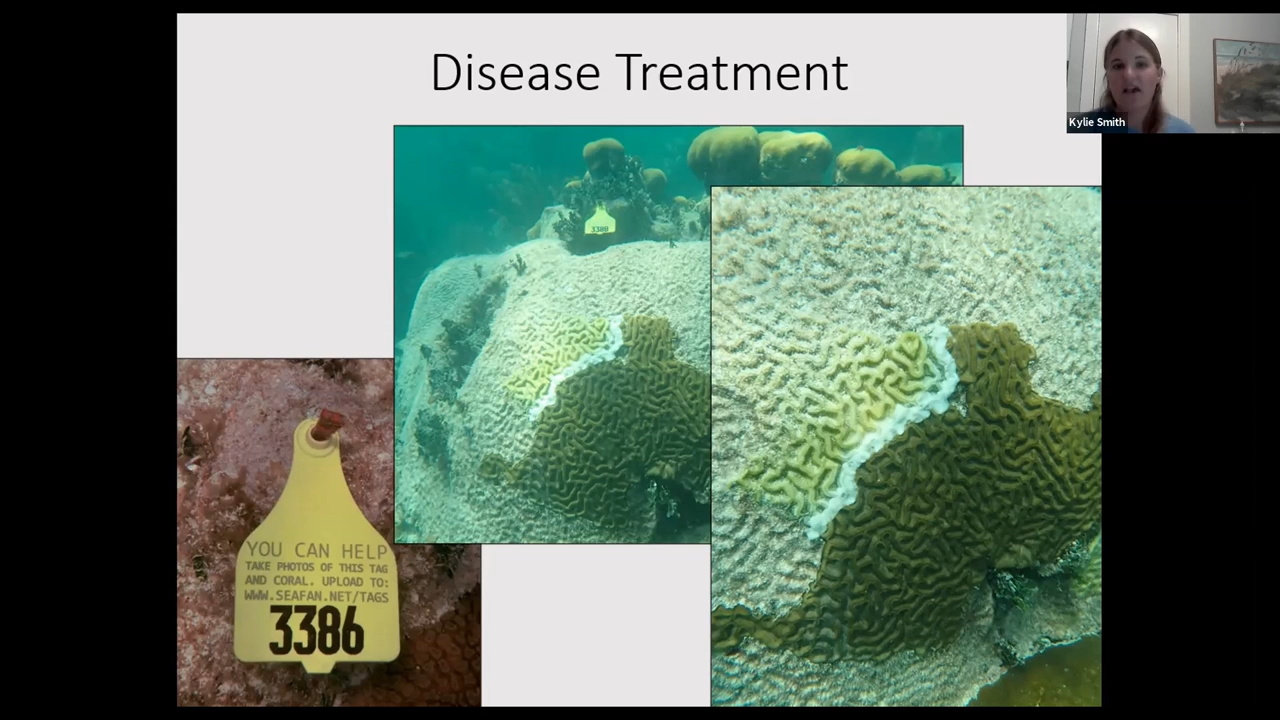 Disease Treatment
Kylie Smith
3386
YOU CAN HELP
TAKE PHOTOS OF THIS TAG
AND CORAL. UPLOAD TO:
WWW.SEAFAN.NET/TAGS
3386